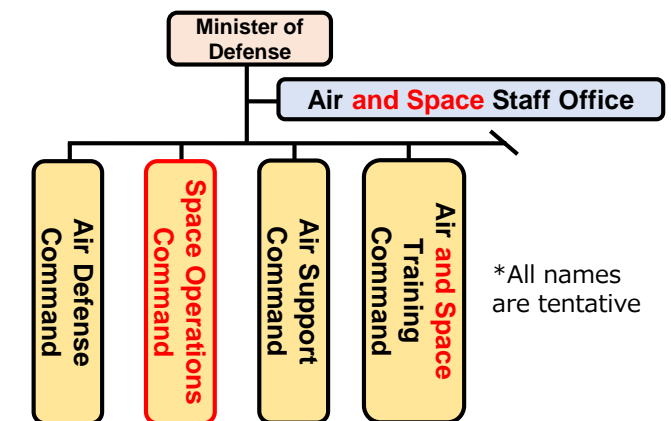 Minister of
Defense
Air and Space Staff Office
Air Defense
Command
Space Operations
Command
Air Support
Command
Air and Space
Training
Command
*All names
are tentative